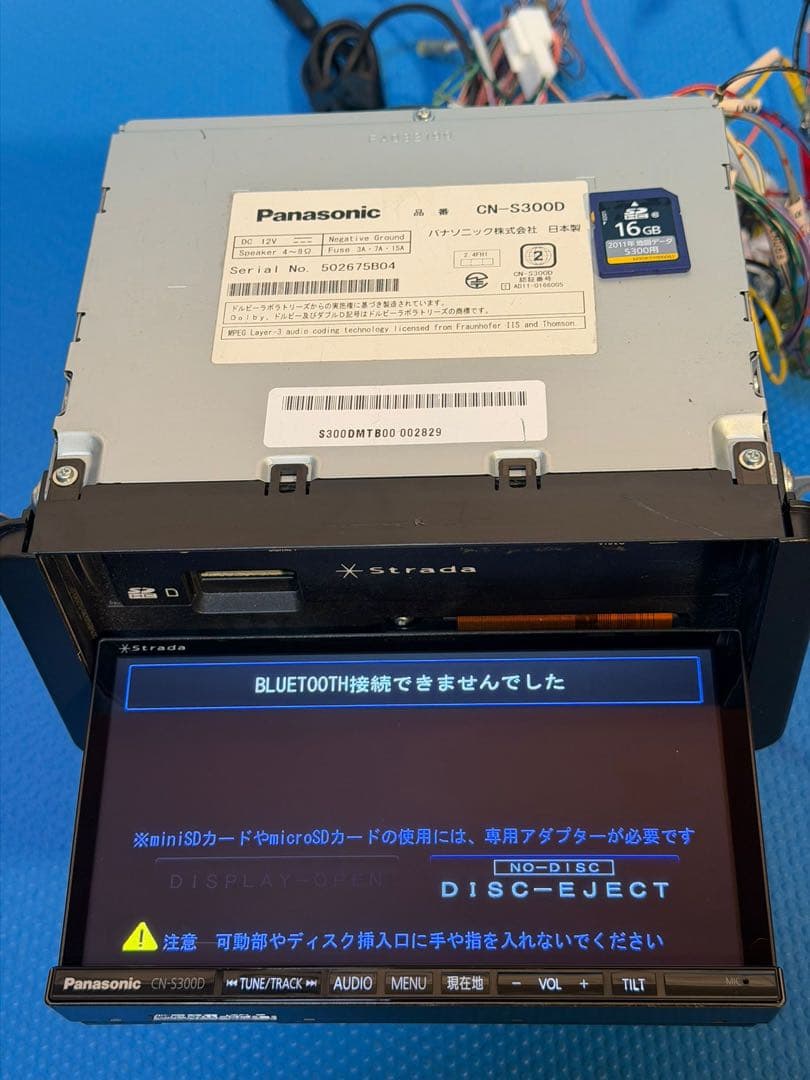 Panasonic 品番 CN-S300D
DC 12V Negative Ground
Speaker 4~8Ω Fuse 3A・7A・15A
パナソニック株式会社 日本製
Serial No. 502675B04
2.4FH1
2
CN-S300D
認証番号
ドルビーラボラトリーズからの実施権に基づき製造されています。
Dolby、ドルビー及びダブルD記号はドルビーラボラトリーズの商標です。
MPEG Layer-3 audio coding technology licensed from Fraunhofer IIS and Thomson.
16GB
2011年 地図データ
S300用
S300DMTB00 002829
Strada
Strada
BLUETOOTH接続できませんでした
※miniSDカードやmicroSDカードの使用には、専用アダプターが必要です
DISPLAY-OPEN
NO-DISC
DISC-EJECT
注意 可動部やディスク挿入口に手や指を入れないでください
Panasonic CN-S300D TUNE/TRACK AUDIO MENU 現在地 - VOL + TILT MIC